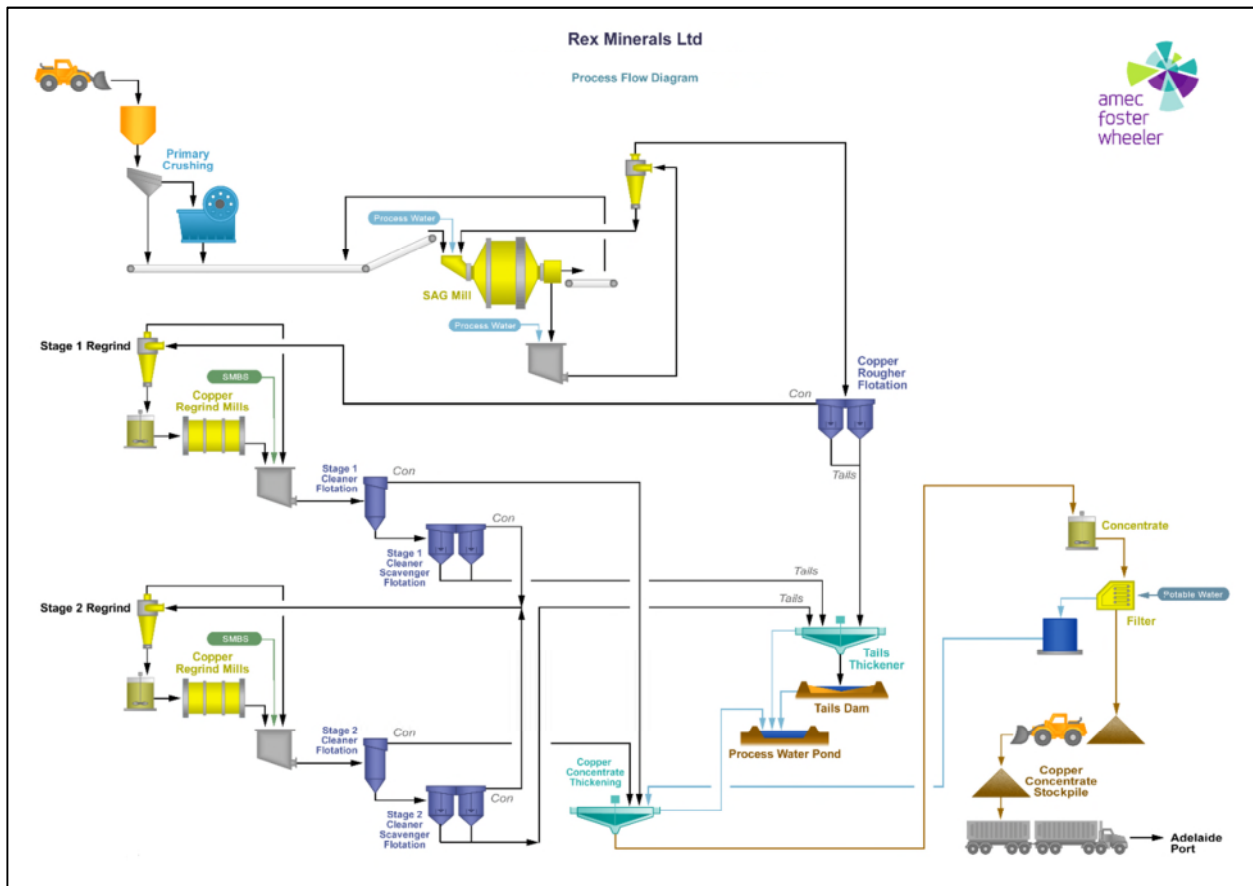 Rex Minerals Ltd
Process Flow Diagram
amec
foster
wheeler
Primary
Crushing
Process Water
SAG Mill
Process Water
Stage 1 Regrind
SMBS
Copper
Regrind Mills
Copper
Rougher
Flotation
Con
Tails
Stage 1
Cleaner
Flotation
Con
Con
Stage 1
Cleaner
Scavenger
Flotation
Tails
Tails
Concentrate
Potable Water
Filter
Stage 2 Regrind
SMBS
Copper
Regrind Mills
Tails
Thickener
Tails Dam
Process Water Pond
Stage 2
Cleaner
Flotation
Con
Con
Stage 2
Cleaner
Scavenger
Flotation
Copper
Concentrate
Thickening
Copper
Concentrate
Stockpile
Adelaide
Port